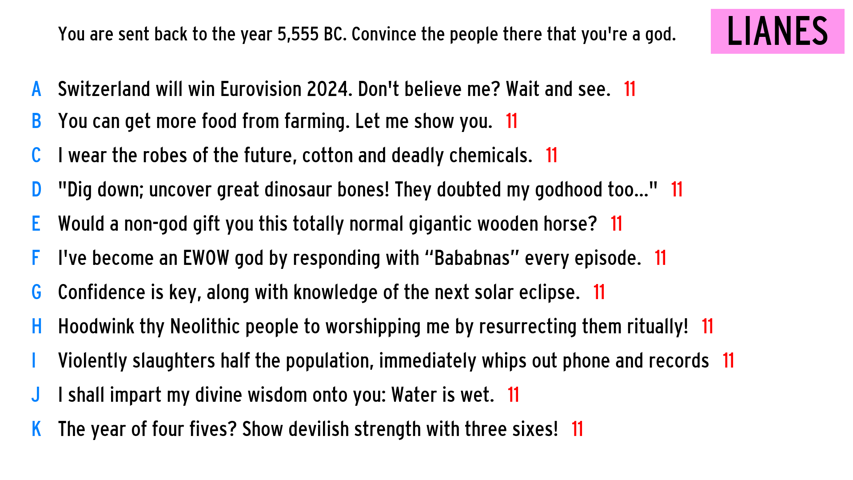 You are sent back to the year 5,555 BC. Convince the people there that you're a god.
LIANES
A Switzerland will win Eurovision 2024. Don't believe me? Wait and see. 11
B You can get more food from farming. Let me show you. 11
C I wear the robes of the future, cotton and deadly chemicals. 11
D "Dig down; uncover great dinosaur bones! They doubted my godhood too..." 11
E Would a non-god gift you this totally normal gigantic wooden horse? 11
F I've become an EWOW god by responding with “Bababnas” every episode. 11
G Confidence is key, along with knowledge of the next solar eclipse. 11
H Hoodwink thy Neolithic people to worshipping me by resurrecting them ritually! 11
I Violently slaughters half the population, immediately whips out phone and records 11
J I shall impart my divine wisdom onto you: Water is wet. 11
K The year of four fives? Show devilish strength with three sixes! 11